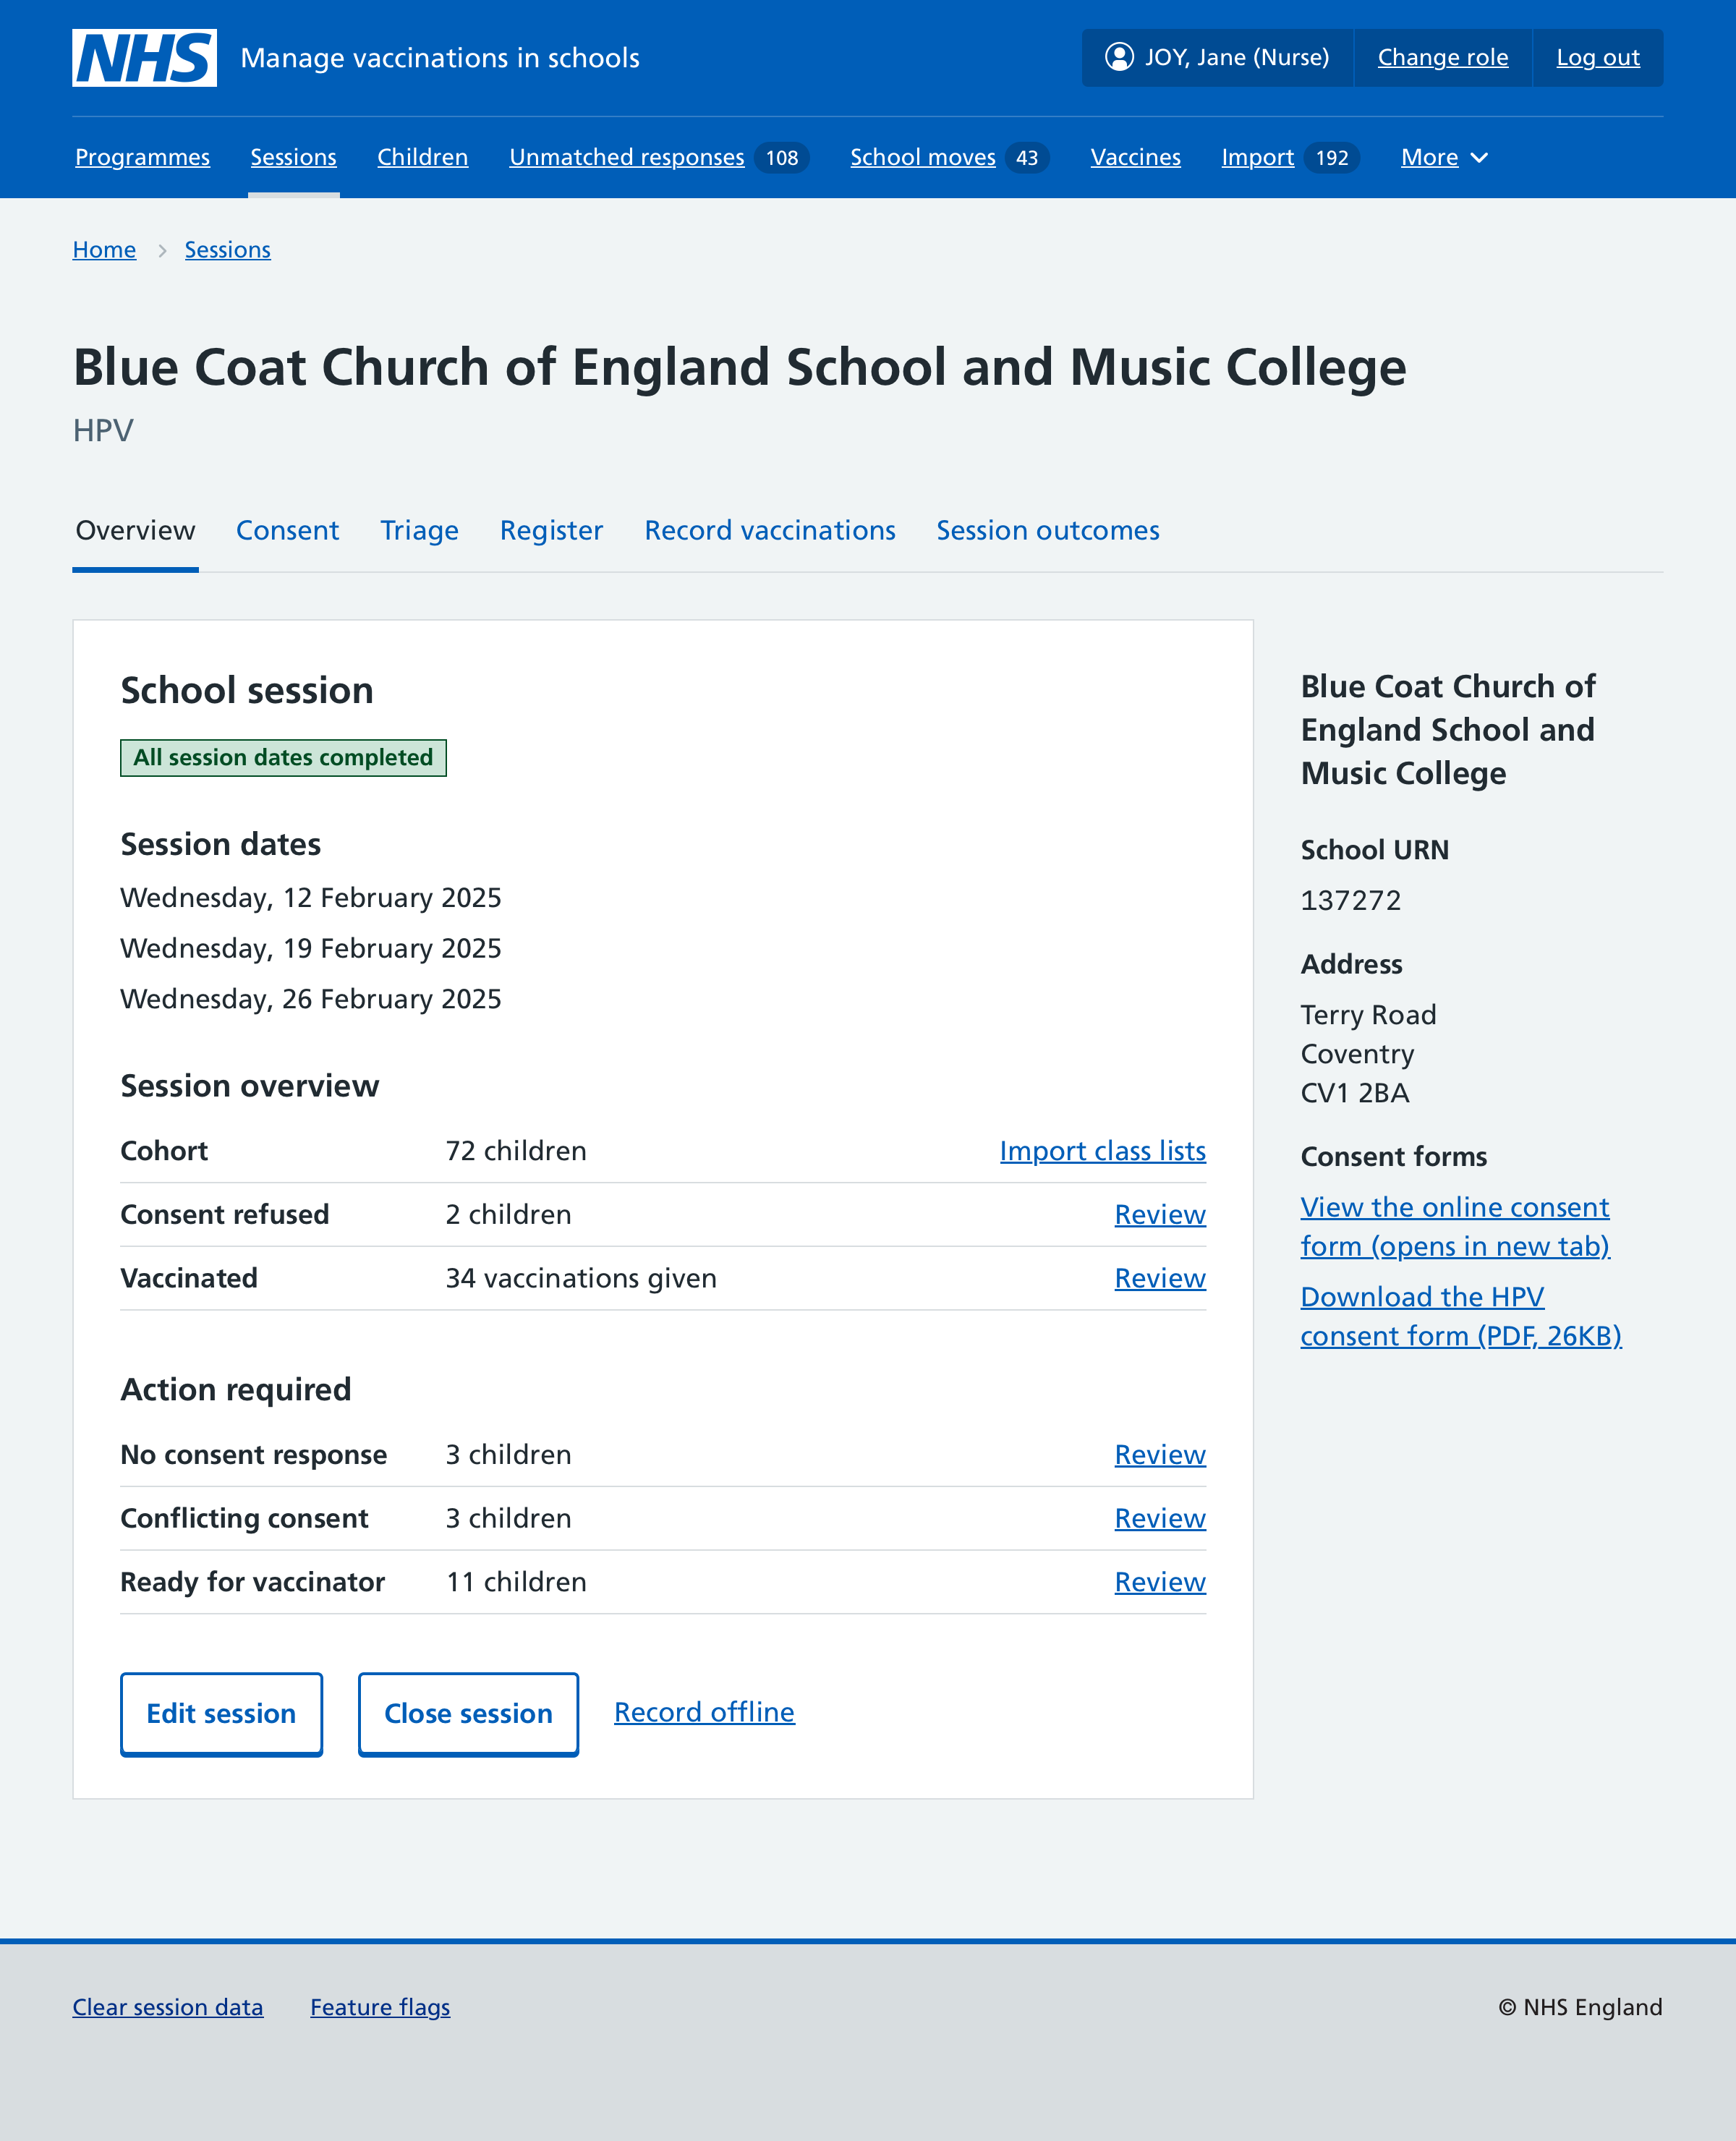 NHS Manage vaccinations in schools
JOY, Jane (Nurse) Change role Log out
Programmes Sessions Children Unmatched responses 108 School moves 43 Vaccines Import 192 More
Home Sessions
Blue Coat Church of England School and Music College
HPV
Overview Consent Triage Register Record vaccinations Session outcomes
School session
All session dates completed
Session dates
Wednesday, 12 February 2025
Wednesday, 19 February 2025
Wednesday, 26 February 2025
Session overview
Cohort 72 children Import class lists
Consent refused 2 children Review
Vaccinated 34 vaccinations given Review
Action required
No consent response 3 children Review
Conflicting consent 3 children Review
Ready for vaccinator 11 children Review
Edit session Close session Record offline
Blue Coat Church of
England School and
Music College
School URN
137272
Address
Terry Road
Coventry
CV1 2BA
Consent forms
View the online consent
form (opens in new tab)
Download the HPV
consent form (PDF, 26KB)
Clear session data Feature flags © NHS England